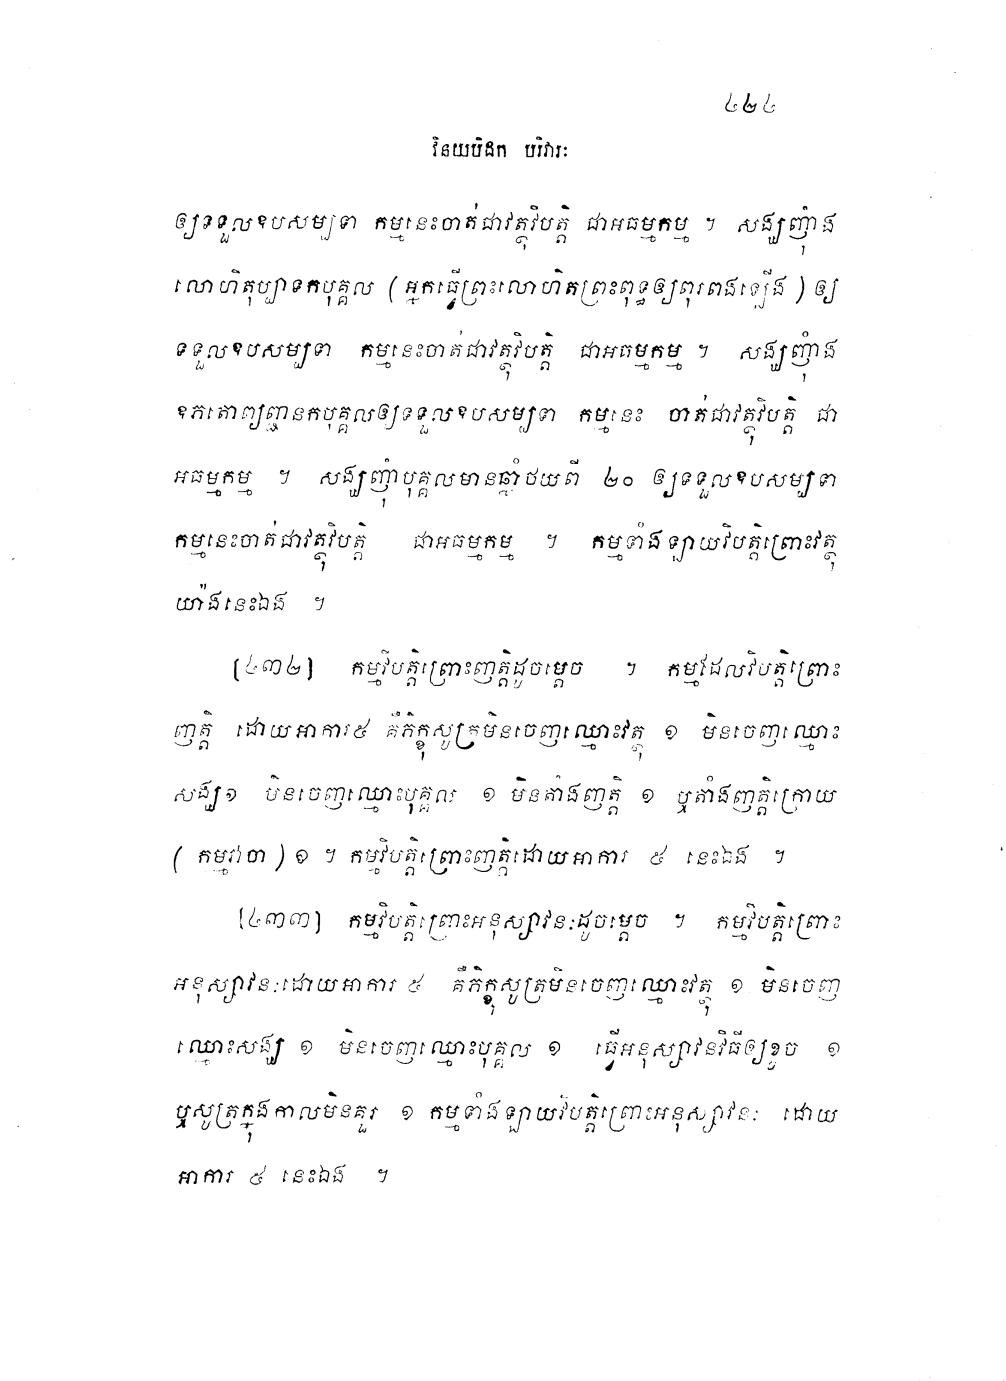 ៤២៤
វិនយបិដក បរិវារៈ
ឲ្យទទួលឧបសម្បទា កម្មនេះចាត់ជាវត្ថុវិបត្តិ ជាអធម្មកម្ម ។ សង្ឃញុំាង
លោហិតុប្បាទកបុគ្គល (អ្នកធ្វើព្រះលោហិតព្រះពុទ្ធឲ្យពុរពងឡើង) ឲ្យ
ទទួលឧបសម្បទា កម្មនេះចាត់ជាវត្ថុវិបត្តិ ជាអធម្មកម្ម ។ សង្ឃញុំាង
ឧភតោព្យញ្ជនកបុគ្គលឲ្យទទួលឧបសម្បទា កម្មនេះ ចាត់ជាវត្ថុវិបត្តិ ជា
អធម្មកម្ម ។ សង្ឃញុំាបុគ្គលមានឆ្នាំថយពី ២០ ឲ្យទទួលឧបសម្បទា
កម្មនេះចាត់ជាវត្ថុវិបត្តិ ជាអធម្មកម្ម ។ កម្មទាំងឡាយវិបត្តិព្រោះវត្ថុ
យ៉ាងនេះឯង ។
[៤៣២] កម្មវិបត្តិព្រោះញត្តិដូចម្តេច ។ កម្មដែលវិបត្តិព្រោះ
ញត្តិ ដោយអាការ៥ គឺភិក្ខុសូត្រមិនចេញឈ្មោះវត្ថុ ១ មិនចេញឈ្មោះ
សង្ឃ១ មិនចេញឈ្មោះបុគ្គល ១ មិនតាំងញត្តិ ១ ឬតាំងញត្តិក្រោយ
(កម្មវាចា) ១ ។ កម្មវិបត្តិព្រោះញត្តិដោយអាការ ៥ នេះឯង ។
[៤៣៣] កម្មវិបត្តិព្រោះអនុស្សាវនៈដូចម្តេច ។ កម្មវិបត្តិព្រោះ
អនុស្សាវនៈដោយអាការ ៥ គឺភិក្ខុសូត្រមិនចេញឈ្មោះវត្ថុ ១ មិនចេញ
ឈ្មោះសង្ឃ ១ មិនចេញឈ្មោះបុគ្គល ១ ធ្វើអនុស្សាវនវិធីឲ្យខូច ១
ឬសូត្រក្នុងកាលមិនគួរ ១ កម្មទាំងឡាយវិបត្តិព្រោះអនុស្សាវនៈ ដោយ
អាការ ៥ នេះឯង ។